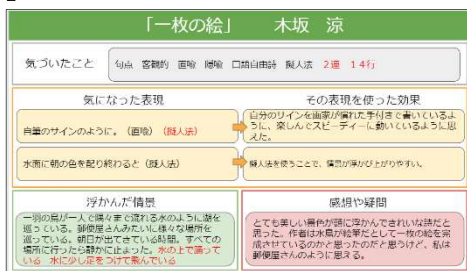 「一枚の絵」　木坂 涼
気づいたこと
句点　客観的　直喩　隠喩　口語自由詩　擬人法　2連　14行
気になった表現
その表現を使った効果
自筆のサインのように。（直喩）（擬人法）
自分のサインを画家が慣れた手付きで書いているよ
うに、楽しんでスピーディーに動いているように思
えた。
水面に朝の色を配り終わると（擬人法）
擬人法を使うことで、情景が浮かび上がりやすい。
浮かんだ情景
一羽の鳥が一人で隅々まで流れる水のように湖を
巡っている。郵便屋さんみたいに様々な場所を
巡っている。朝日が出てきている時間。すべての
場所に行ったら静かに止まった。水の上で踊って
いる　水に少し足をつけて飛んでいる
感想や疑問
とても美しい景色が頭に浮かんできれいな詩だと
思った。作者は水鳥が絵筆だとして一枚の絵を完
成させているのかと思ったのだと思うけど、私は
郵便屋さんのように思える。